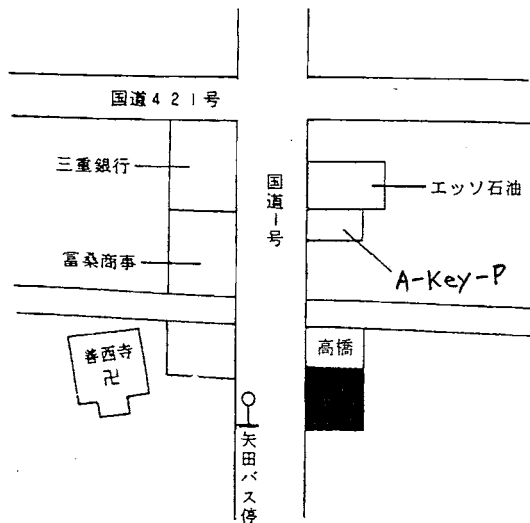 国道421号
三重銀行
国道1号
エッソ石油
冨桑商事
A-Key-P
善西寺
卍
高橋
矢田バス停